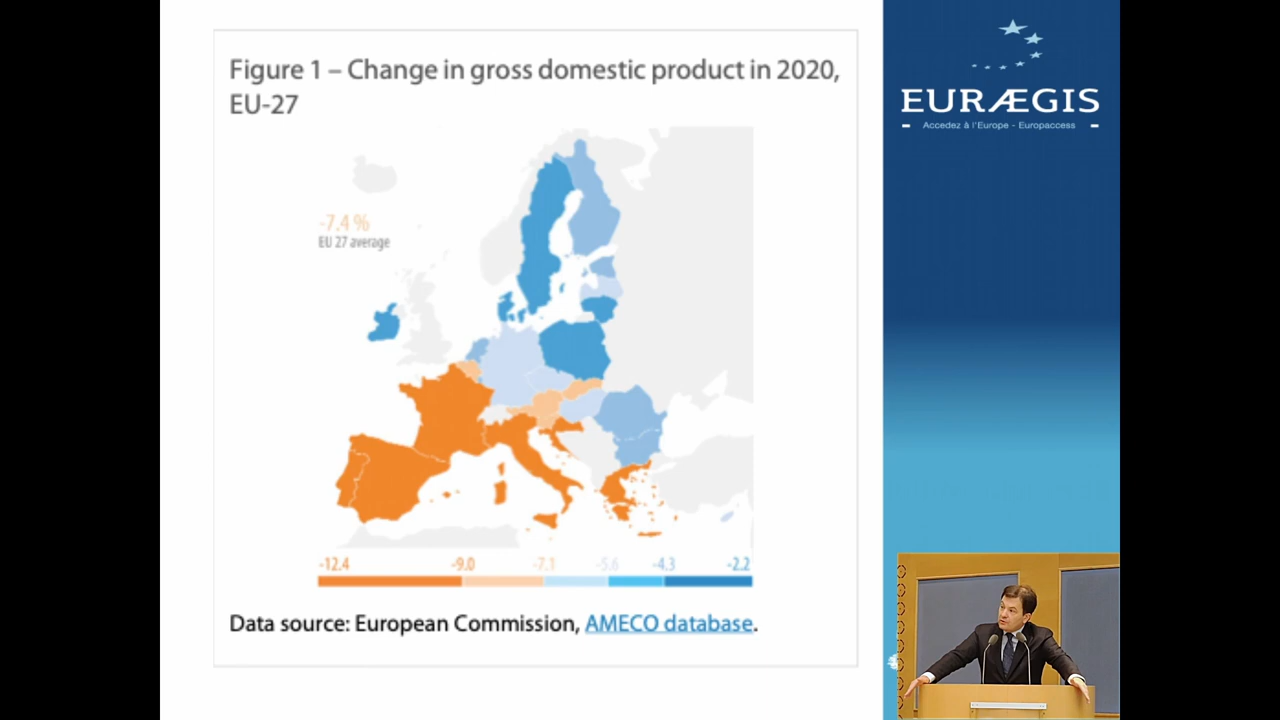 Figure 1 – Change in gross domestic product in 2020,
EU-27
-7.4 %
EU 27 average
-12.4 -9.0 -7.1 -5.6 -4.3 -2.2
Data source: European Commission, AMECO database.
EURÆGIS
Accedez à l'Europe - Europaccess